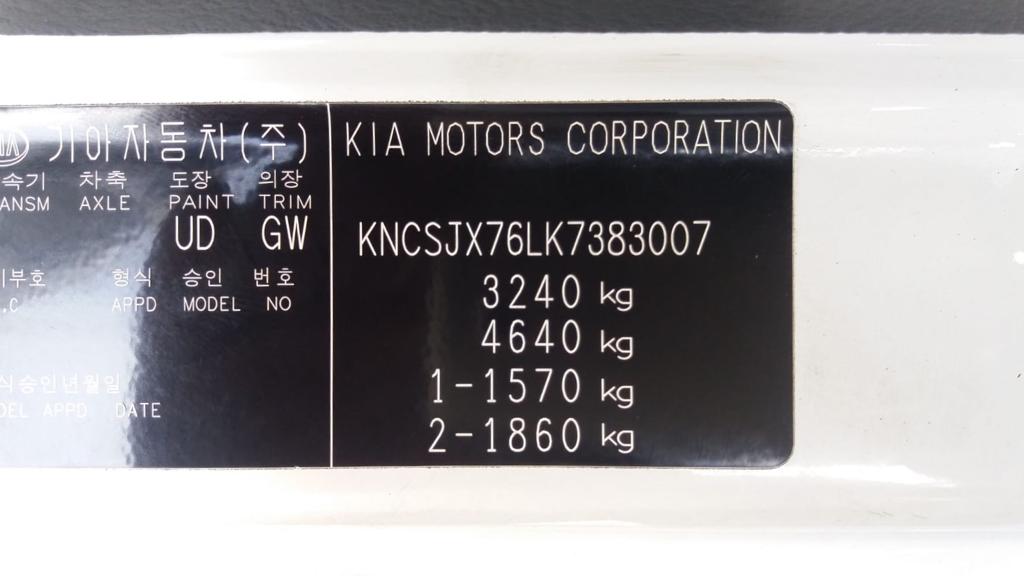 기아자동차(주) KIA MOTORS CORPORATION
속기 차축 도장 의장
ANSM AXLE PAINT TRIM
UD GW
KNCSJX76LK7383007
부호 형식 승인 번호
.C APPD MODEL NO
3240 kg
4640 kg
1-1570 kg
2-1860 kg
식승인년월일
DEL APPD DATE